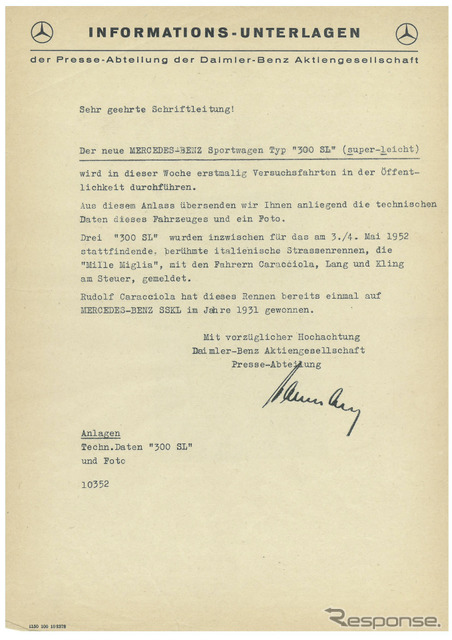 INFORMATIONS-UNTERLAGEN
der Presse-Abteilung der Daimler-Benz Aktiengesellschaft
Sehr geehrte Schriftleitung!
Der neue MERCEDES-BENZ Sportwagen Typ "300 SL" (super-leicht)
wird in dieser Woche erstmalig Versuchsfahrten in der Öffent-
lichkeit durchführen.
Aus diesem Anlass übersenden wir Ihnen anliegend die technischen
Daten dieses Fahrzeuges und ein Foto.
Drei "300 SL" wurden inzwischen für das am 3./4. Mai 1952
stattfindende, berühmte italienische Strassenrennen, die
"Mille Miglia", mit den Fahrern Caracciola, Lang und Kling
am Steuer, gemeldet.
Rudolf Caracciola hat dieses Rennen bereits einmal auf
MERCEDES-BENZ SSKL im Jahre 1931 gewonnen.
Mit vorzüglicher Hochachtung
Daimler-Benz Aktiengesellschaft
Presse-Abteilung
Anlagen
Techn.Daten "300 SL"
und Foto
10352
Response.